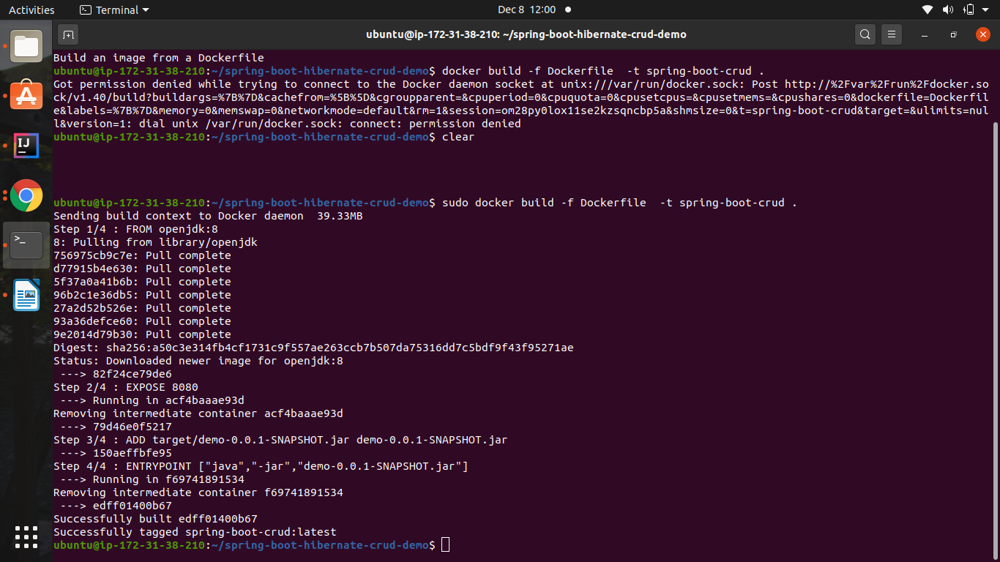 Activities
Terminal
Dec 8 12:00
ubuntu@ip-172-31-38-210: ~/spring-boot-hibernate-crud-demo
Build an image from a Dockerfile
ubuntu@ip-172-31-38-210:~/spring-boot-hibernate-crud-demo$ docker build -f Dockerfile  -t spring-boot-crud .
Got permission denied while trying to connect to the Docker daemon socket at unix:///var/run/docker.sock: Post http://%2Fvar%2Frun%2Fdocker.so
ck/v1.40/build?buildargs=%7B%7D&cachefrom=%5B%5D&cgroupparent=&cpuperiod=0&cpuquota=0&cpusetcpus=&cpusetmems=&cpushares=0&dockerfile=Dockerfil
e&labels=%7B%7D&memory=0&memswap=0&networkmode=default&rm=1&session=om28py0lox11se2kzsqncbp5a&shmsize=0&t=spring-boot-crud&target=&ulimits=nul
l&version=1: dial unix /var/run/docker.sock: connect: permission denied
ubuntu@ip-172-31-38-210:~/spring-boot-hibernate-crud-demo$ clear
ubuntu@ip-172-31-38-210:~/spring-boot-hibernate-crud-demo$ sudo docker build -f Dockerfile  -t spring-boot-crud .
Sending build context to Docker daemon  39.33MB
Step 1/4 : FROM openjdk:8
8: Pulling from library/openjdk
756975cb9c7e: Pull complete
d77915b4e630: Pull complete
5f37a0a41b6b: Pull complete
96b2c1e36db5: Pull complete
27a2d52b526e: Pull complete
93a36defce60: Pull complete
9e2014d79b30: Pull complete
Digest: sha256:a50c3e314fb4cf1731c9f557ae263ccb7b507da75316dd7c5bdf9f43f95271ae
Status: Downloaded newer image for openjdk:8
 ---> 82f24ce79de6
Step 2/4 : EXPOSE 8080
 ---> Running in acf4baaae93d
Removing intermediate container acf4baaae93d
 ---> 79d46e0f5217
Step 3/4 : ADD target/demo-0.0.1-SNAPSHOT.jar demo-0.0.1-SNAPSHOT.jar
 ---> 150aeffbfe95
Step 4/4 : ENTRYPOINT ["java","-jar","demo-0.0.1-SNAPSHOT.jar"]
 ---> Running in f69741891534
Removing intermediate container f69741891534
 ---> edff01400b67
Successfully built edff01400b67
Successfully tagged spring-boot-crud:latest
ubuntu@ip-172-31-38-210:~/spring-boot-hibernate-crud-demo$
IJ
>_